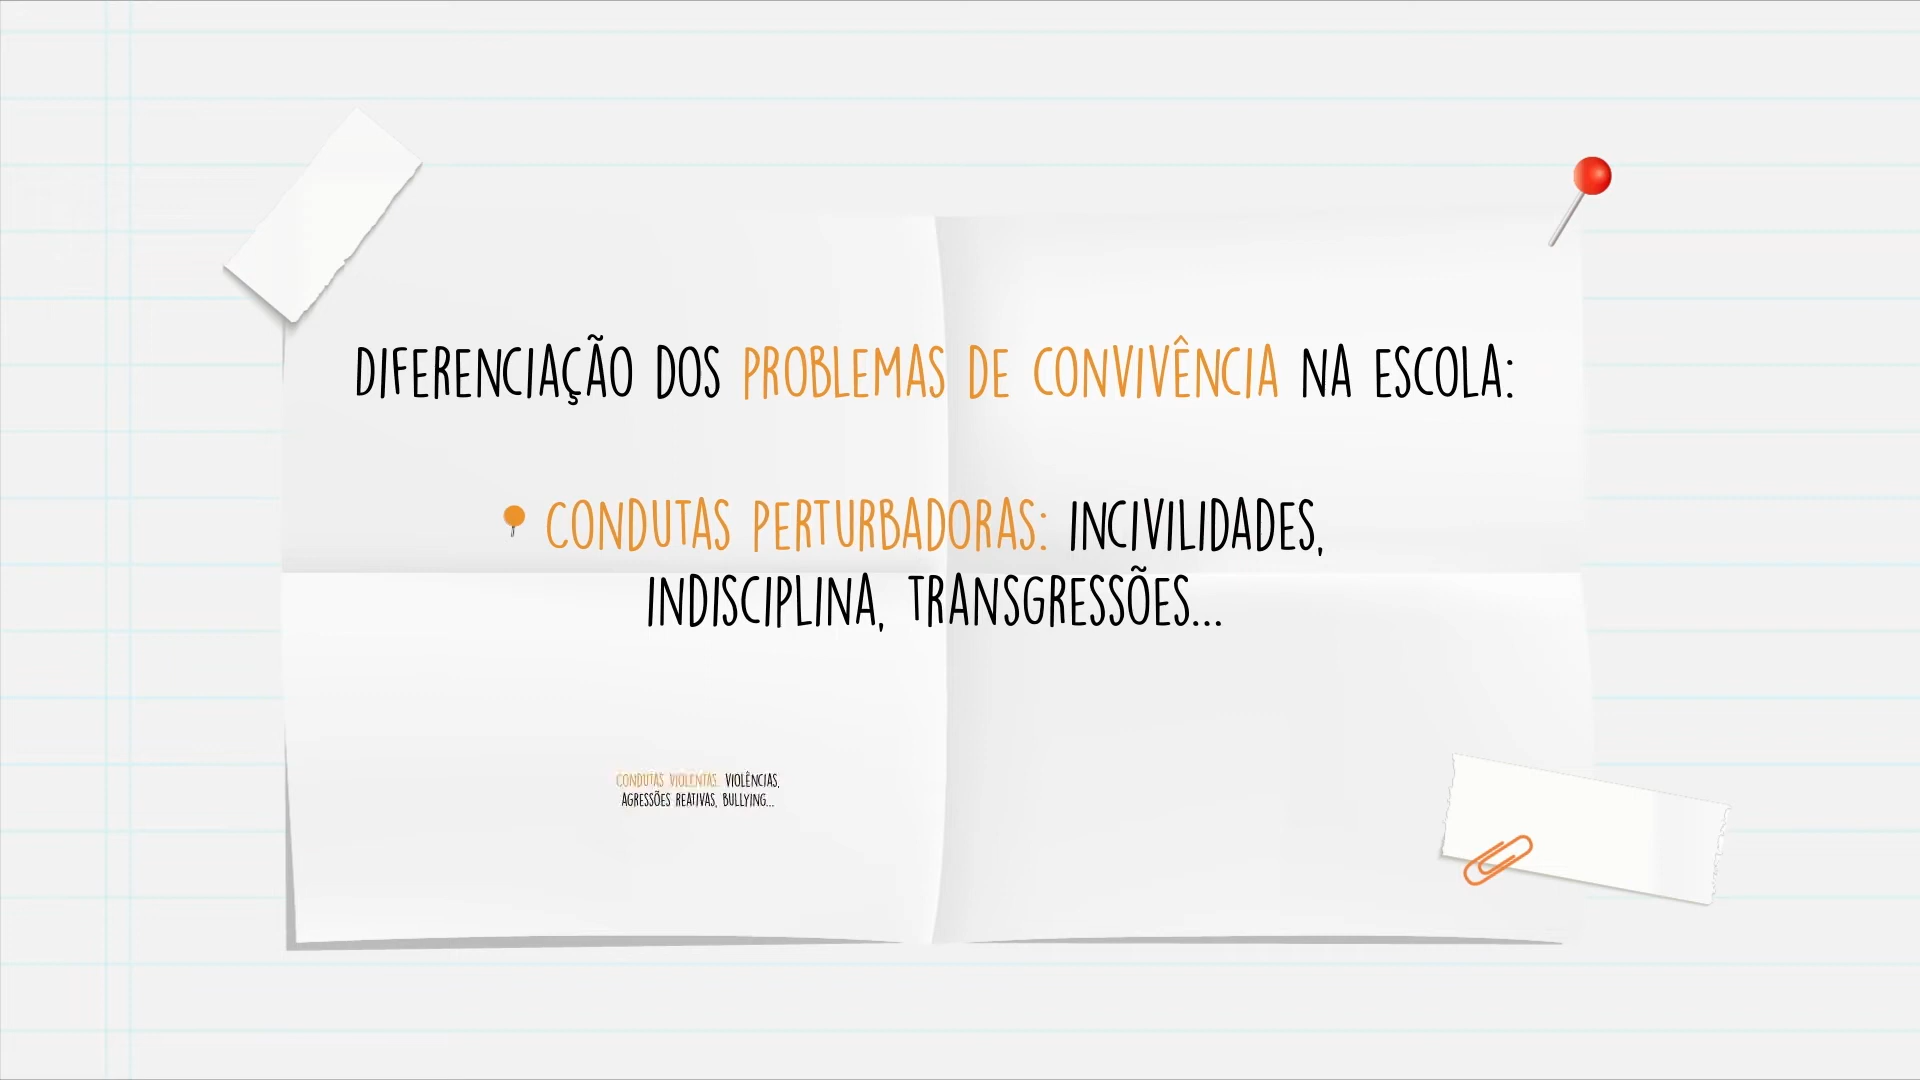 DIFERENCIAÇÃO DOS PROBLEMAS DE CONVIVÊNCIA NA ESCOLA:
CONDUTAS PERTURBADORAS: INCIVILIDADES,
INDISCIPLINA, TRANSGRESSÕES...
CONDUTAS VIOLENTAS: VIOLÊNCIAS,
AGRESSÕES REATIVAS, BULLYING...